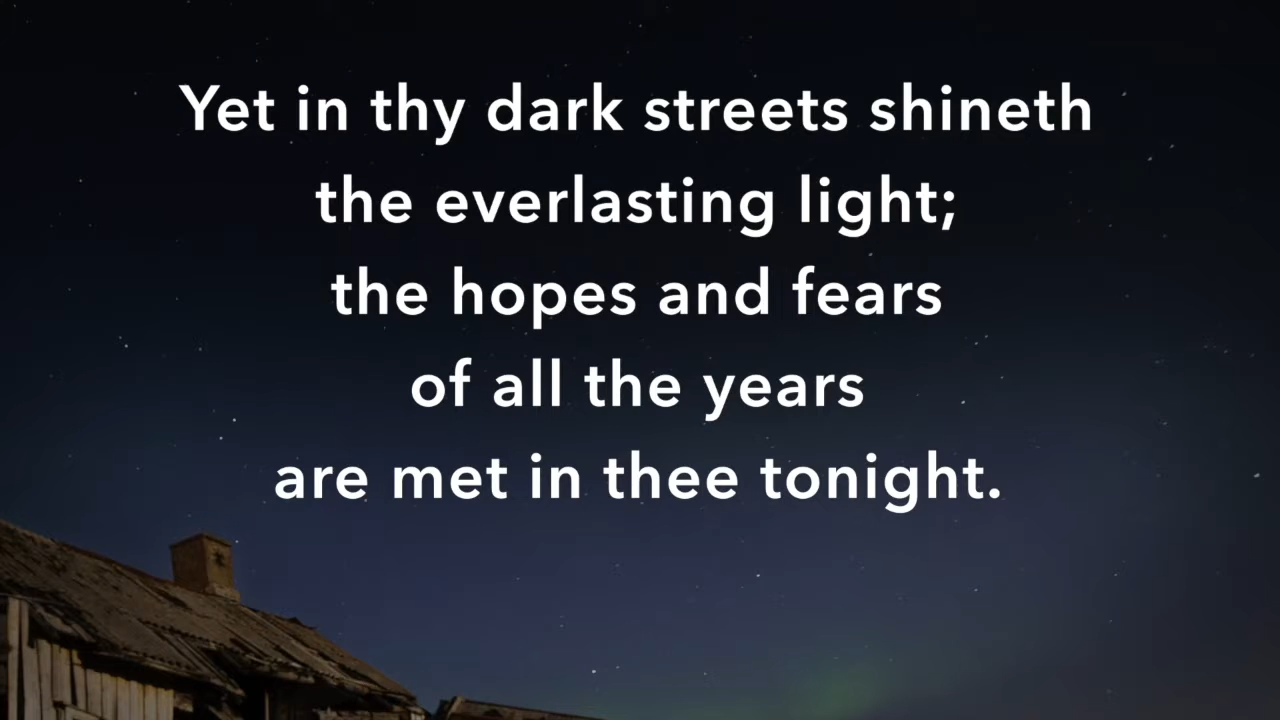 Yet in thy dark streets shineth
the everlasting light;
the hopes and fears
of all the years
are met in thee tonight.